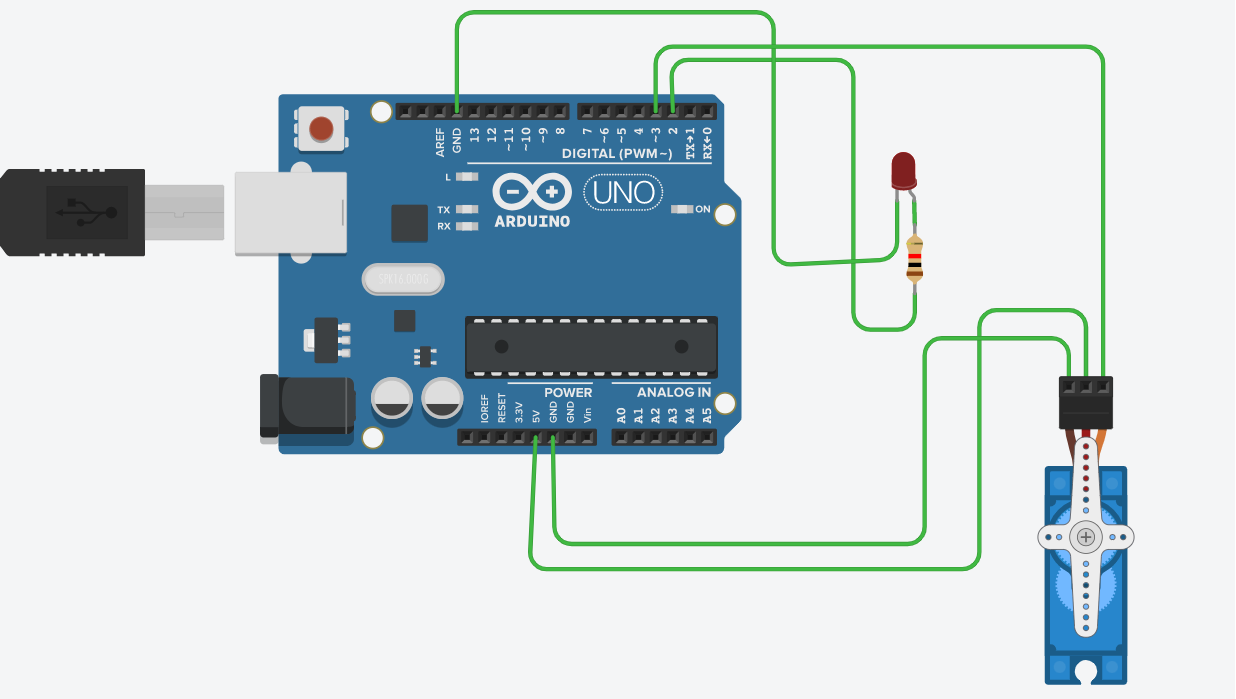 AREF
GND
13
12
~11
~10
~9
8
7
~6
~5
4
~3
2
TX→1
RX←0
DIGITAL (PWM~)
L
TX
RX
UNO
ARDUINO
ON
SPK16.000G
POWER
ANALOG IN
IOREF
RESET
3.3V
5V
GND
GND
Vin
A0
A1
A2
A3
A4
A5